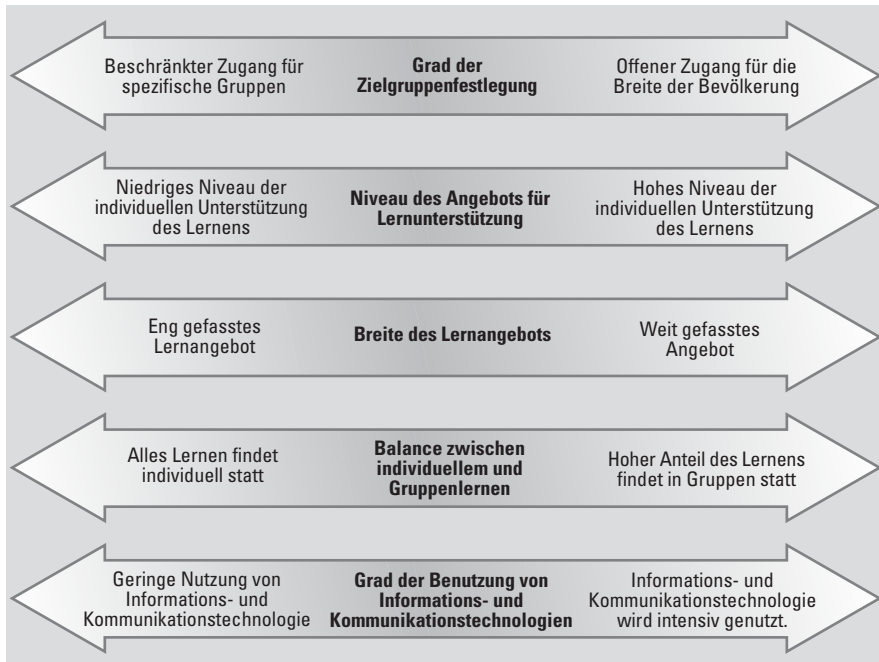 Beschränkter Zugang für
spezifische Gruppen
Grad der
Zielgruppenfestlegung
Offener Zugang für die
Breite der Bevölkerung
Niedriges Niveau der
individuellen Unterstützung
des Lernens
Niveau des Angebots für
Lernunterstützung
Hohes Niveau der
individuellen Unterstützung
des Lernens
Eng gefasstes
Lernangebot
Breite des Lernangebots
Weit gefasstes
Angebot
Alles Lernen findet
individuell statt
Balance zwischen
individuellem und
Gruppenlernen
Hoher Anteil des Lernens
findet in Gruppen statt
Geringe Nutzung von
Informations- und
Kommunikationstechnologie
Grad der Benutzung von
Informations- und
Kommunikationstechnologien
Informations- und
Kommunikationstechnologie
wird intensiv genutzt.